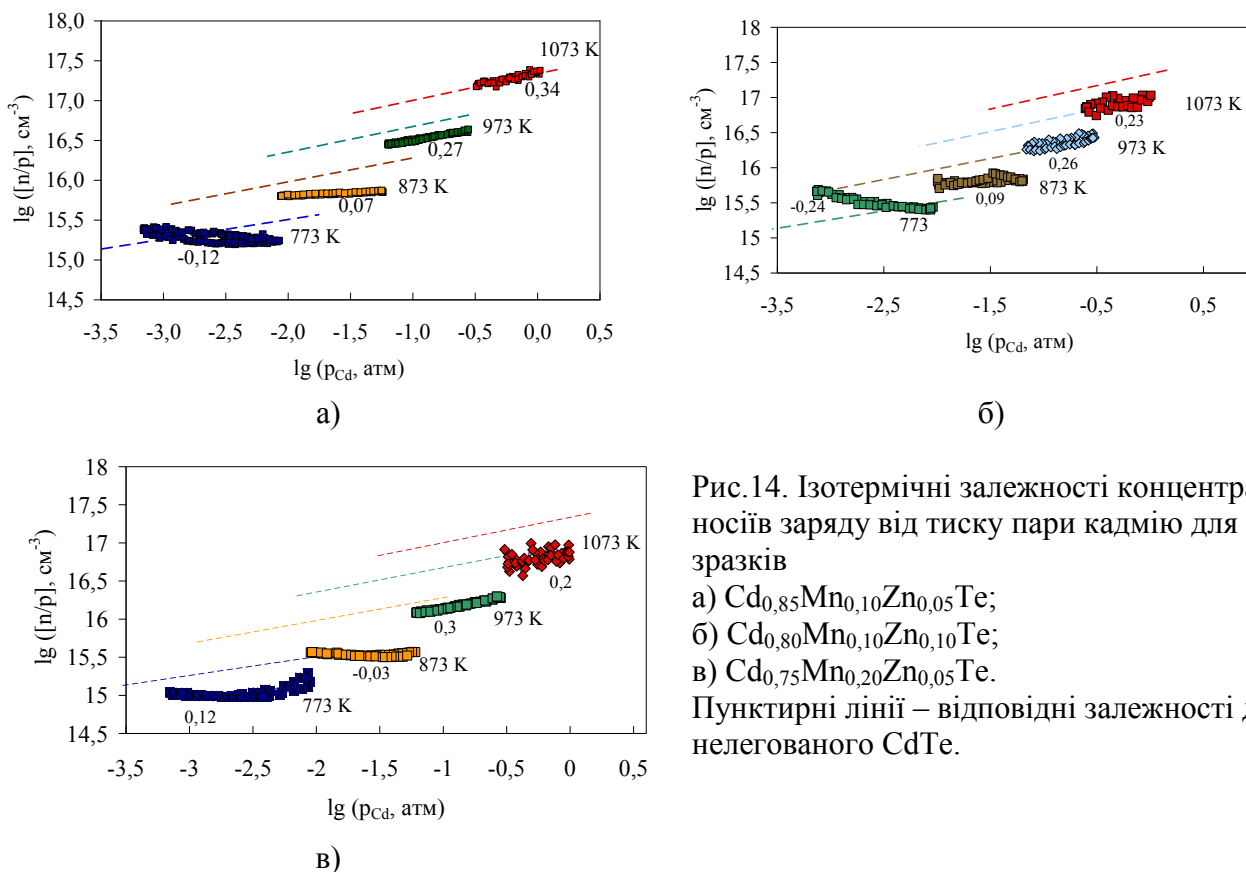 а)
lg ([n/p], см-3)
18,0
17,5
17,0
16,5
16,0
15,5
15,0
14,5
1073 K
0,34
973 K
0,27
873 K
0,07
773 K
-0,12
-3,5 -3,0 -2,5 -2,0 -1,5 -1,0 -0,5 0,0 0,5
lg (pCd, атм)
а)
lg ([n/p], см-3)
18
17,5
17
16,5
16
15,5
15
14,5
1073 K
0,23
973 K
0,26
873 K
0,09
-0,24
773
-3,5 -2,5 -1,5 -0,5
lg (pCd, атм)
б)
lg ([n/p], см-3)
18
17,5
17
16,5
16
15,5
15
14,5
1073 K
0,2
0,3
973 K
-0,03
873 K
0,12
773 K
-3,5 -3 -2,5 -2 -1,5 -1 -0,5 0 0,5
lg (pCd, атм)
в)
Рис.14. Ізотермічні залежності концентра
носіїв заряду від тиску пари кадмію для
зразків
а) Cd0,85Mn0,10Zn0,05Te;
б) Cd0,80Mn0,10Zn0,10Te;
в) Cd0,75Mn0,20Zn0,05Te.
Пунктирні лінії – відповідні залежності д
нелегованого CdTe.